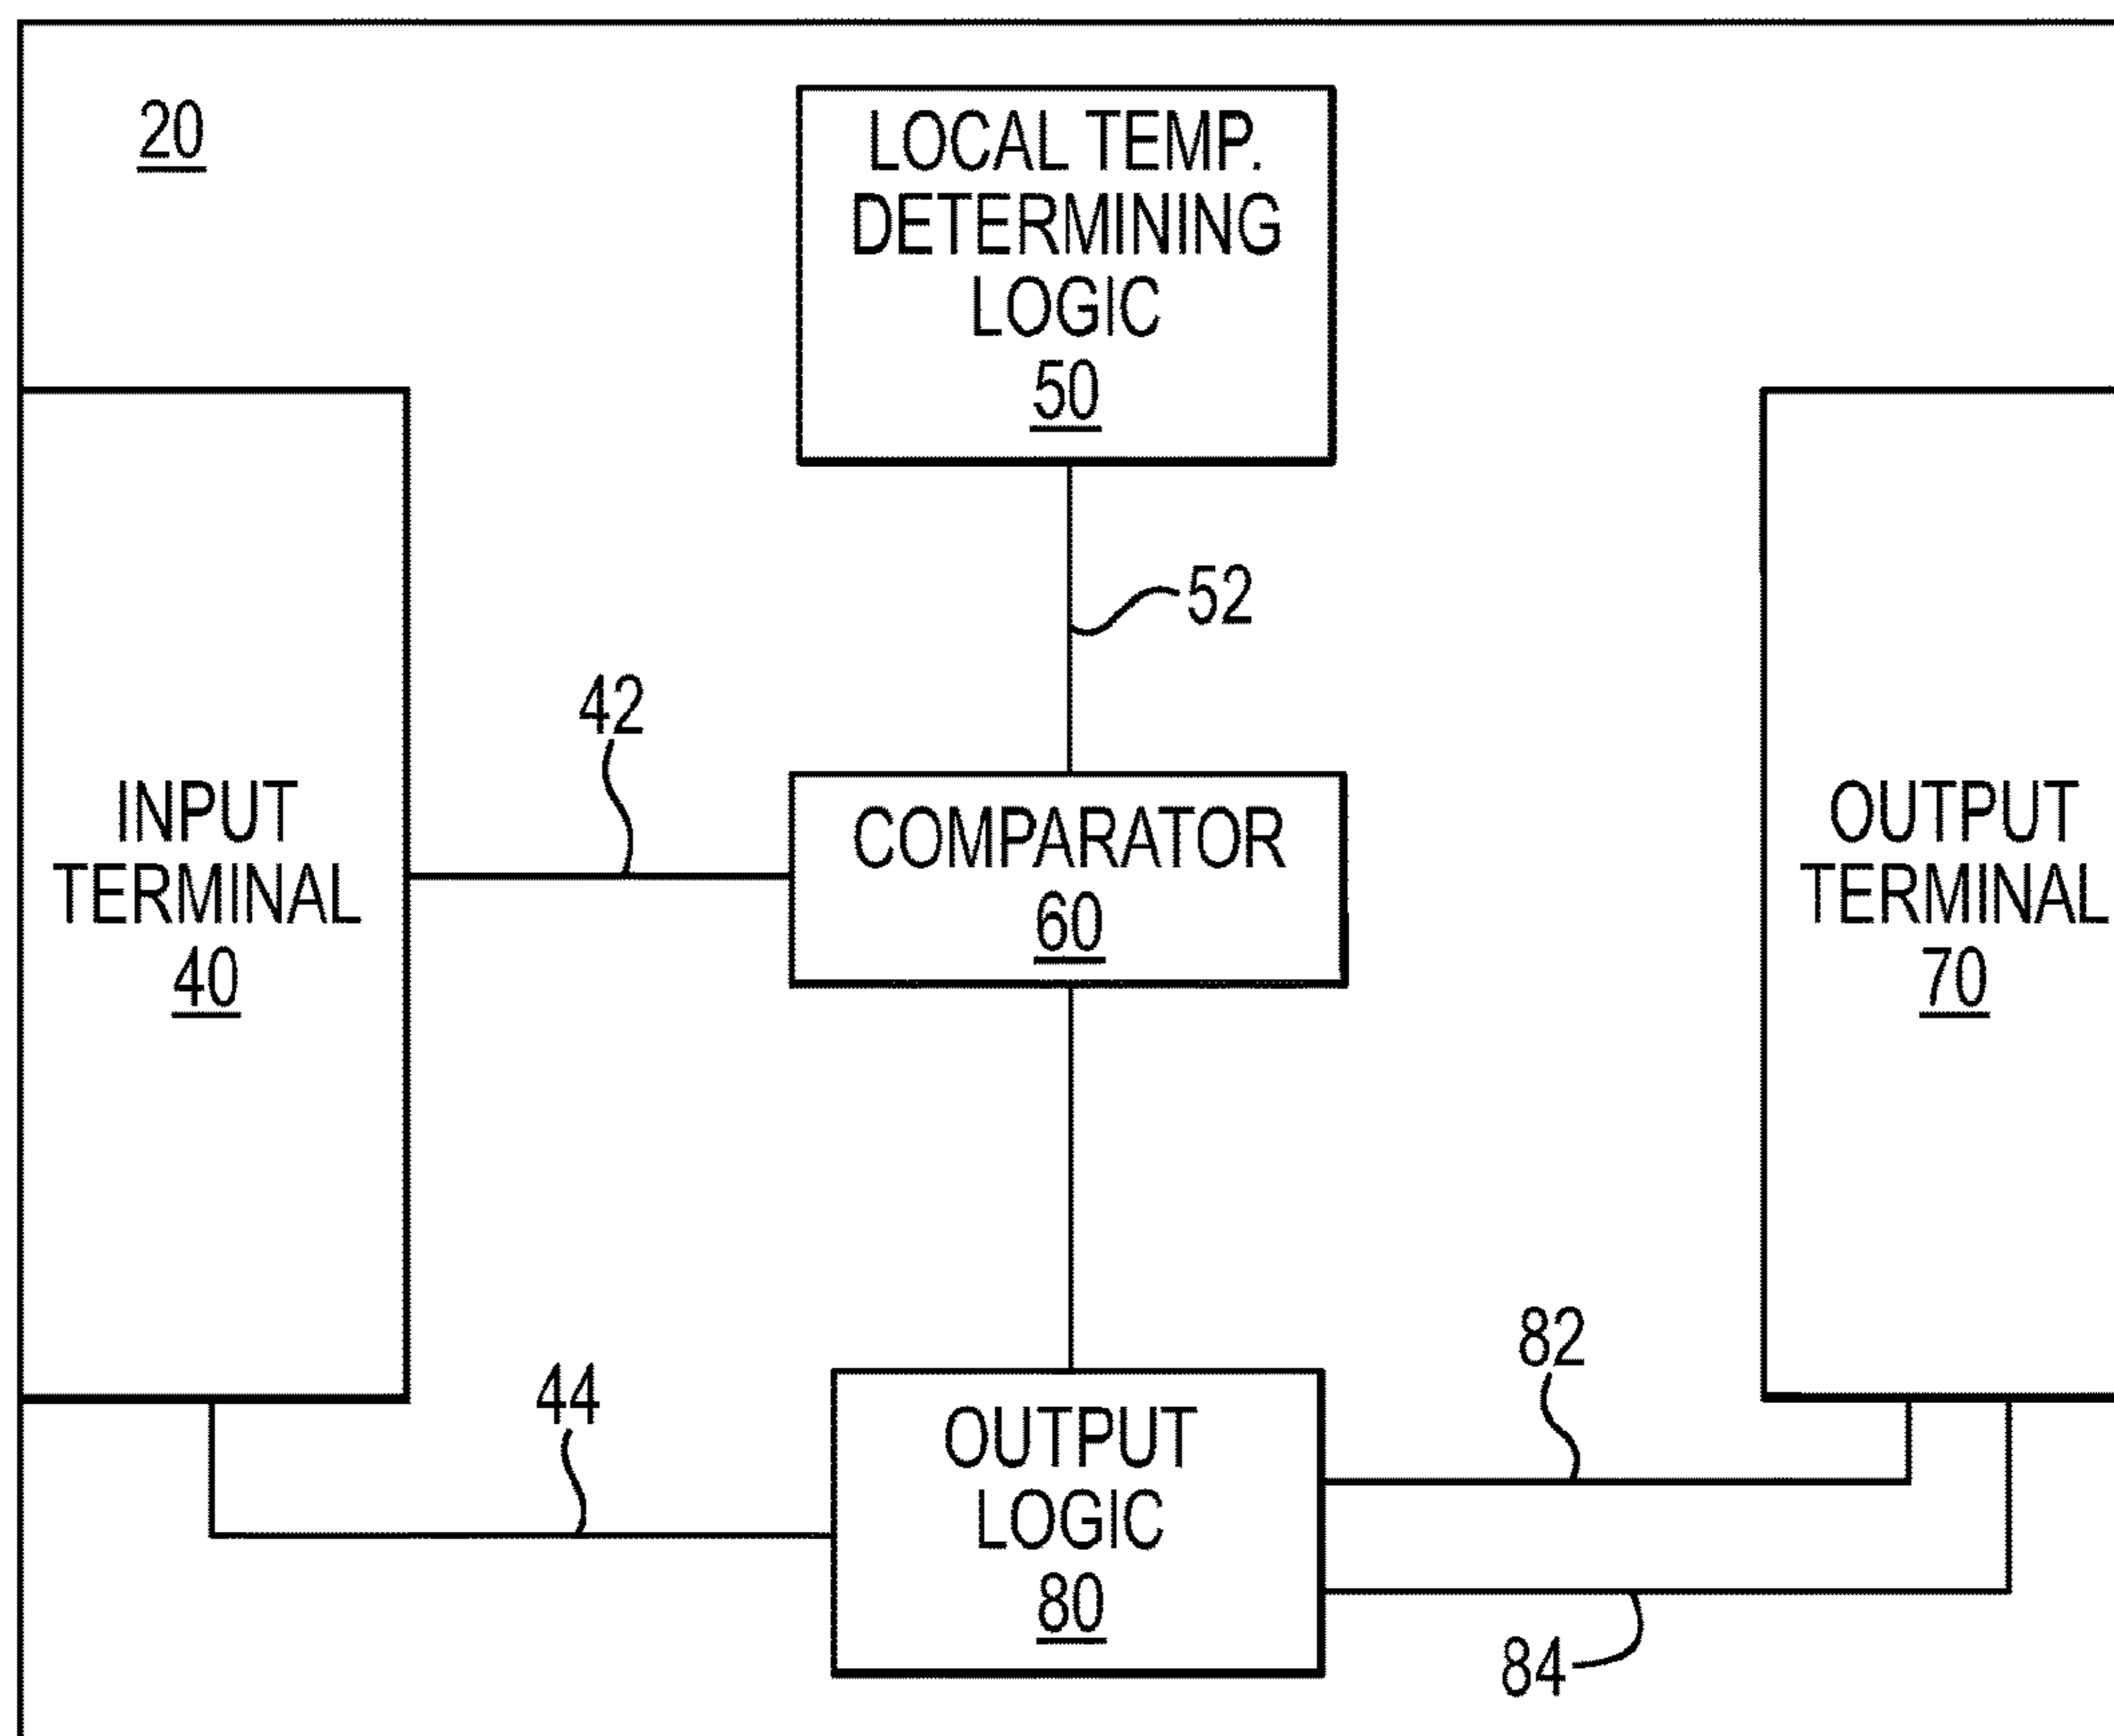 20
LOCAL TEMP.
DETERMINING
LOGIC
50
52
42
INPUT
TERMINAL
40
COMPARATOR
60
OUTPUT
TERMINAL
70
44
OUTPUT
LOGIC
80
82
84